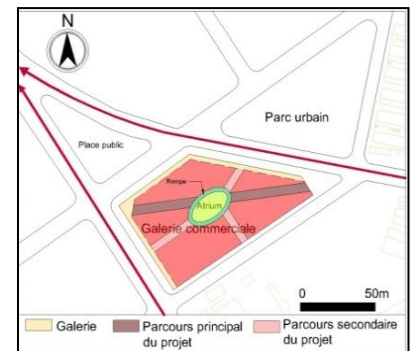 N
Parc urbain
Place public
Rampe
Atrium
Galerie commerciale
0 50m
Galerie
Parcours principal
du projet
Parcours secondaire
du projet